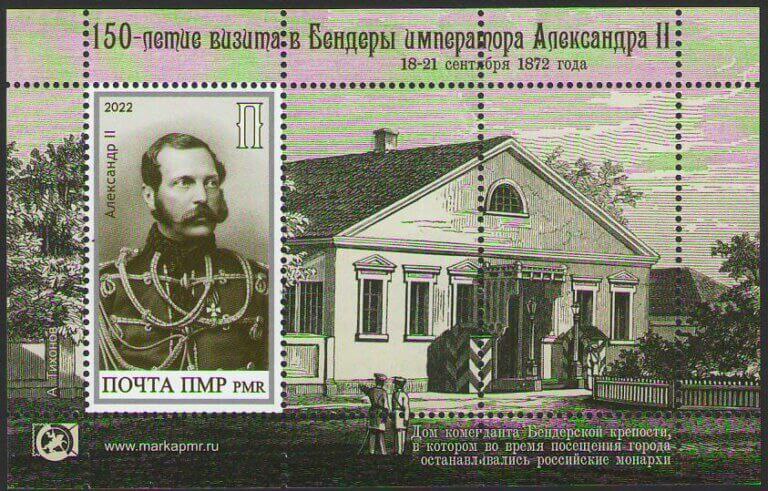 150-летие визита в Бендеры императора Александра II
18-21 сентября 1872 года
2022
П
Александр II
А. Тихонов
ПОЧТА ПМР PMR
www.markapmr.ru
Дом коменданта Бендерской крепости,
в котором во время посещения города
останавливались российские монархи